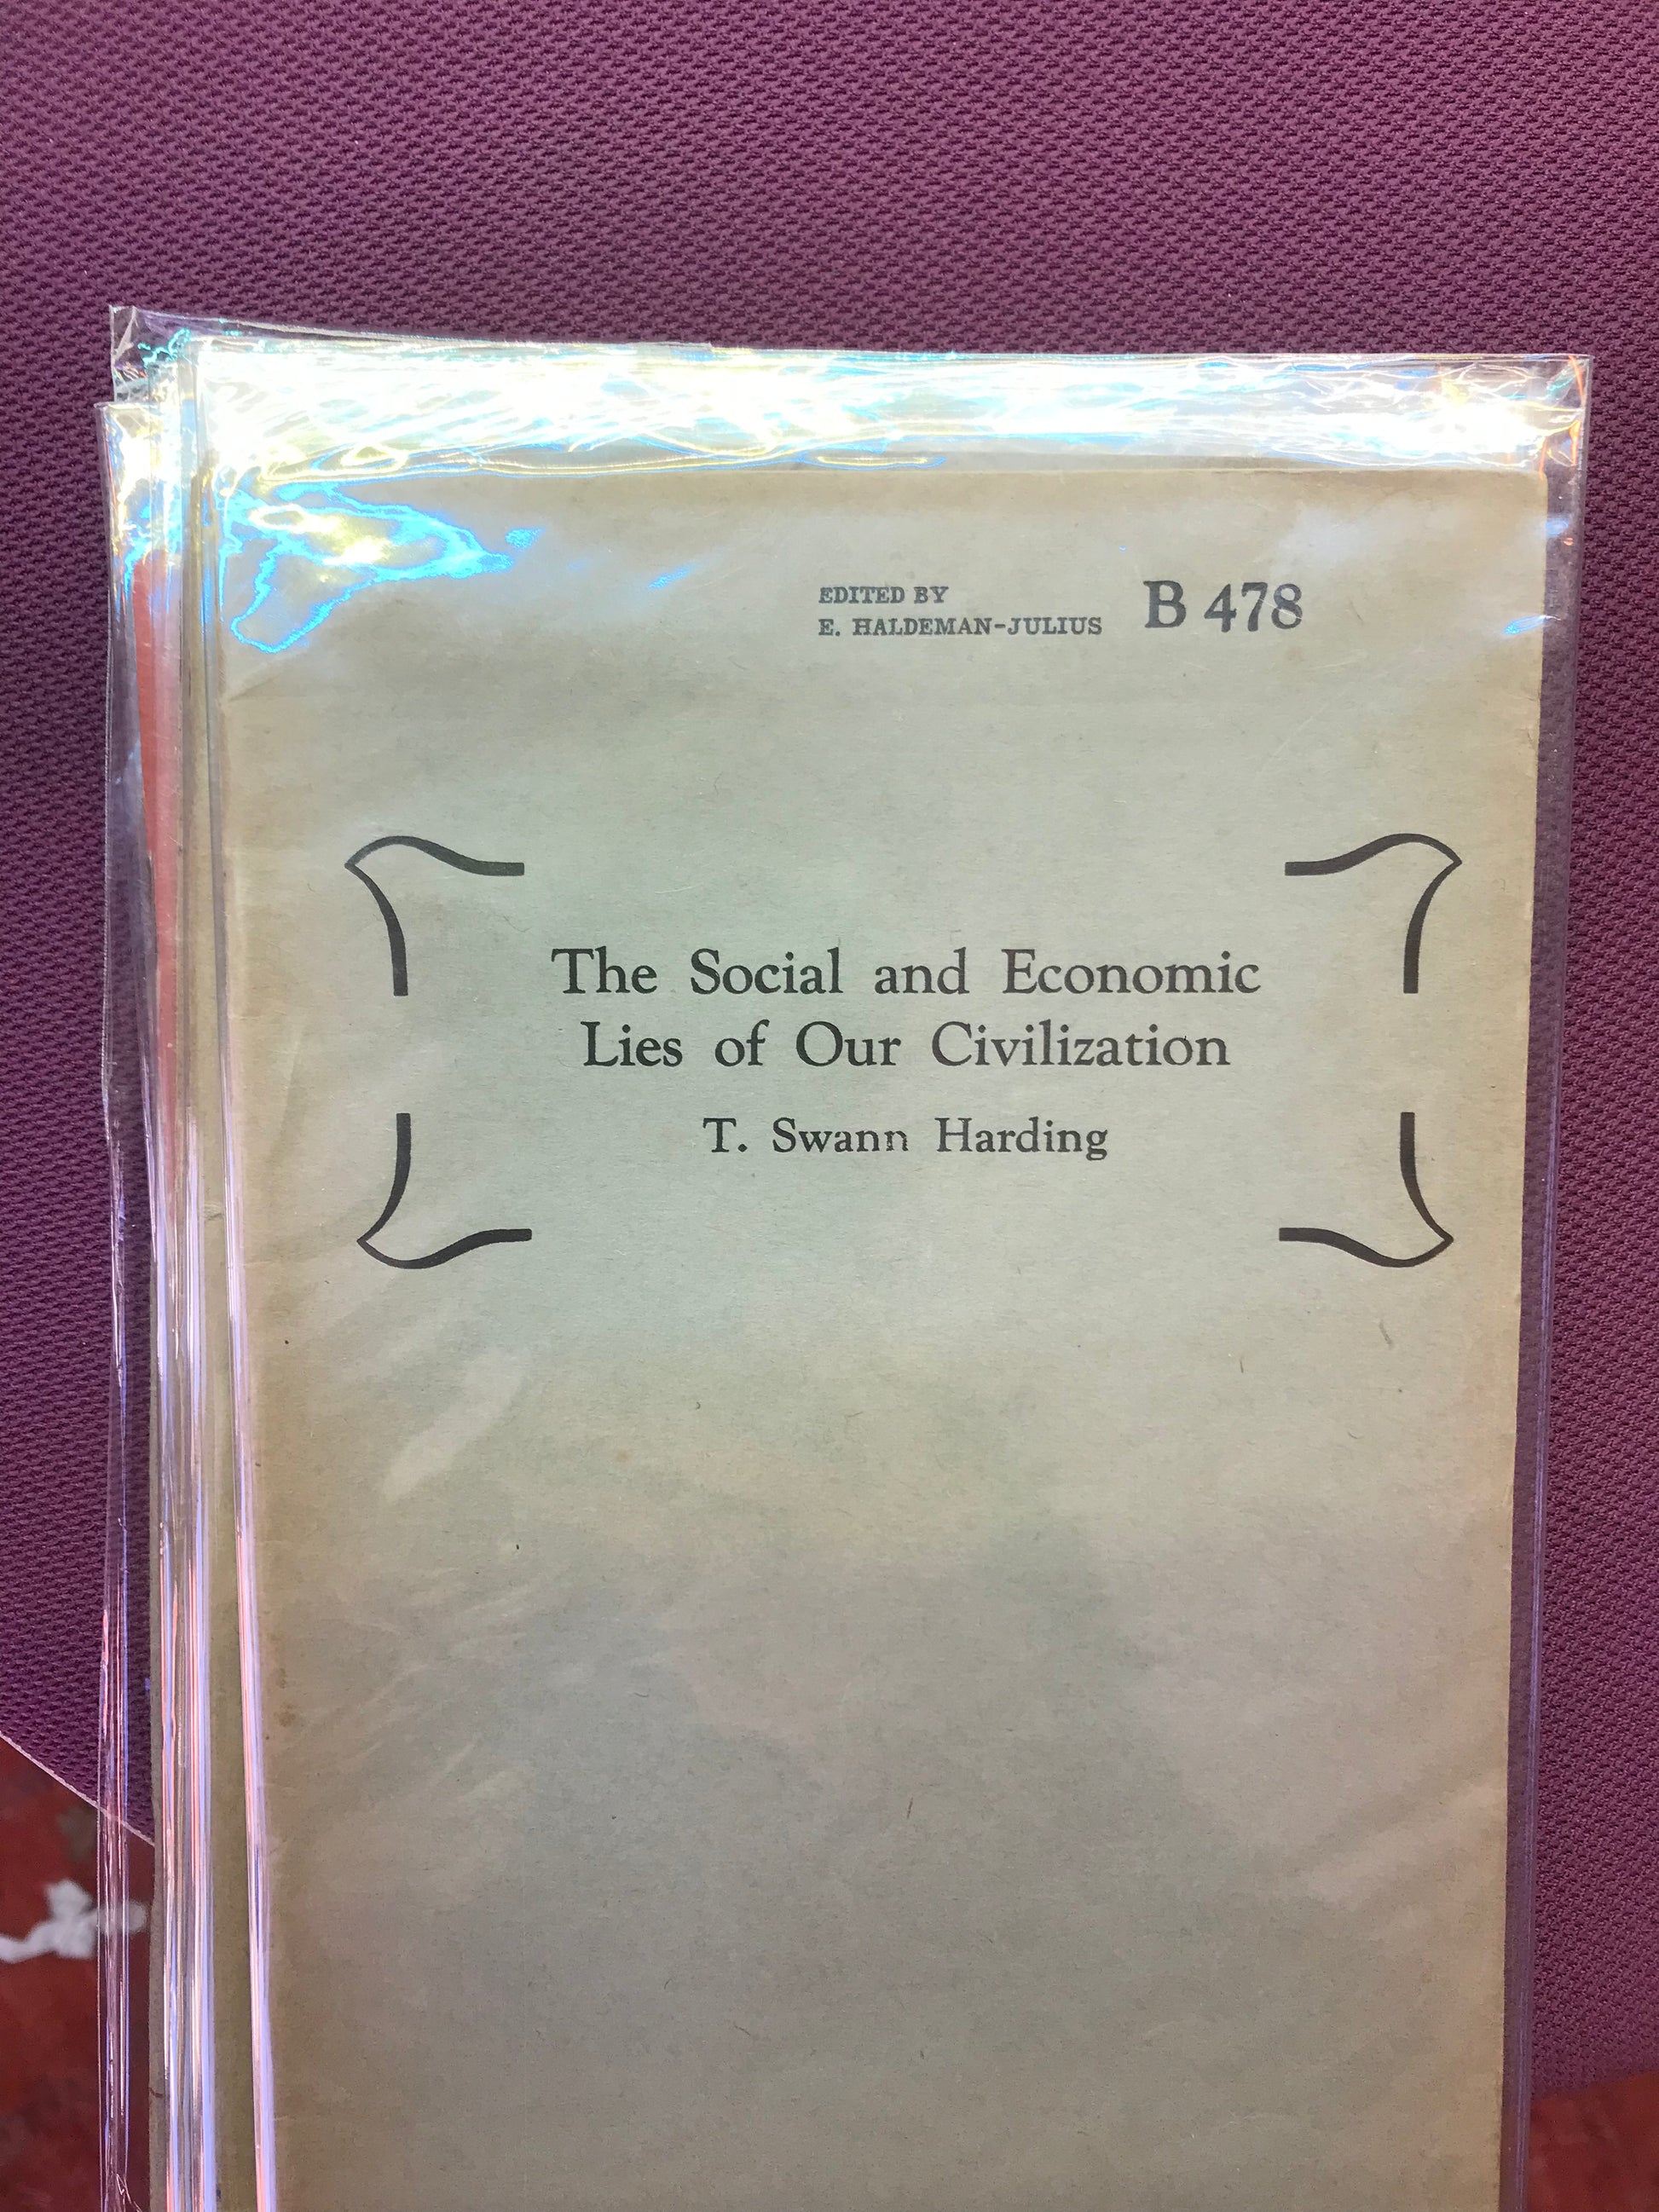 EDITED BY
E. HALDEMAN-JULIUS B 478
The Social and Economic
Lies of Our Civilization
T. Swann Harding